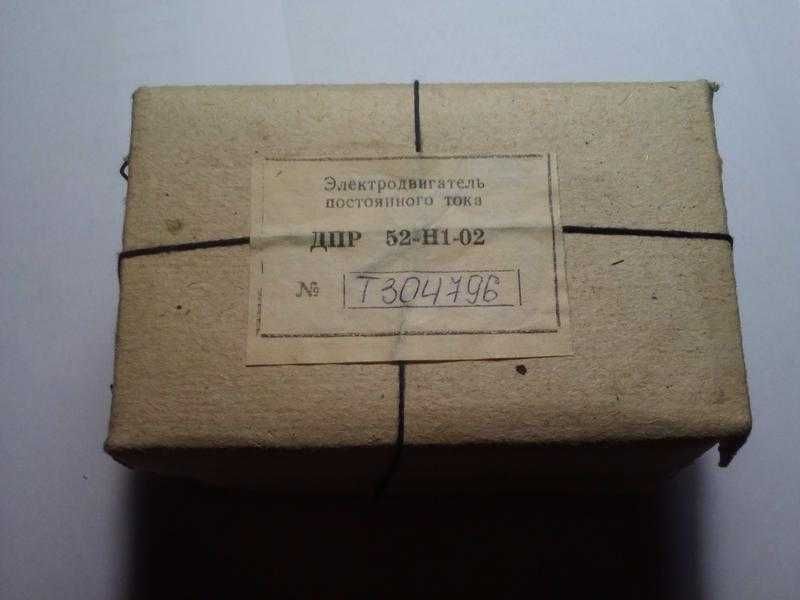 Электродвигатель
постоянного тока
ДПР 52-Н1-02
№ Т304796